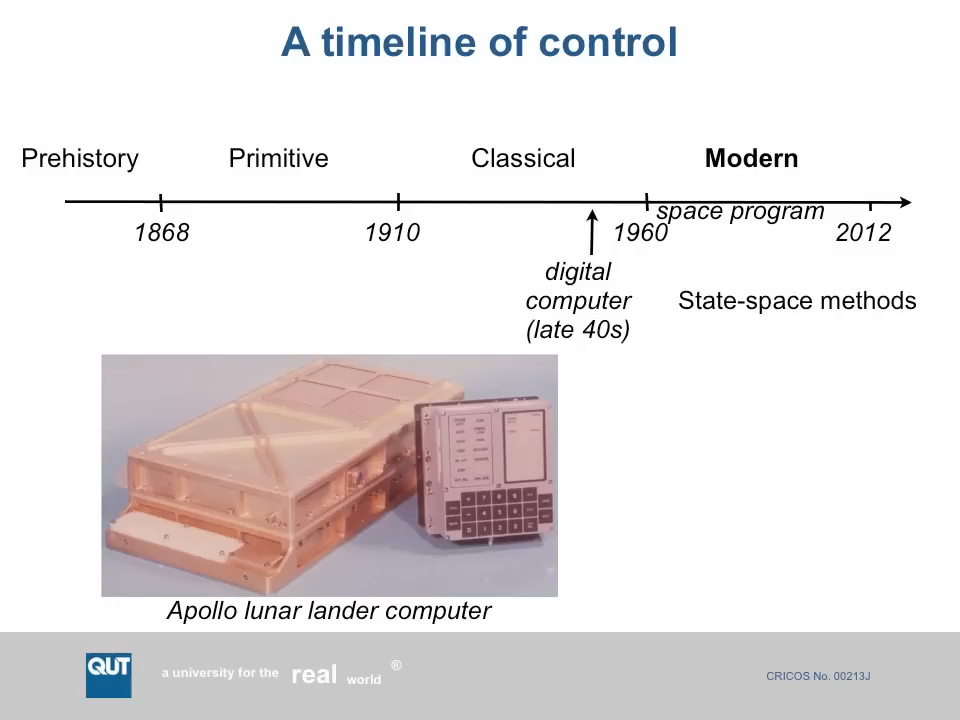 A timeline of control
Prehistory Primitive Classical Modern
space program
1868 1910 1960 2012
digital
computer
(late 40s)
State-space methods
Apollo lunar lander computer
QUT
a university for the real world ®
CRICOS No. 00213J